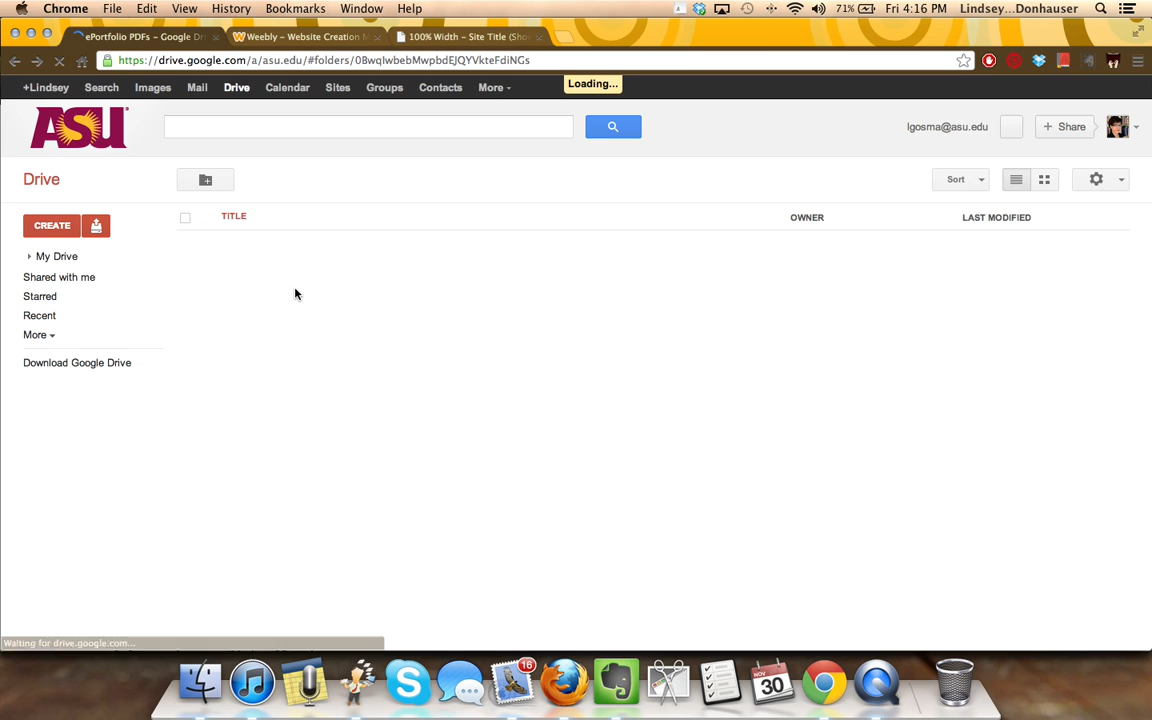 Chrome File Edit View History Bookmarks Window Help 71% Fri 4:16 PM Lindsey...Donhauser
ePortfolio PDFs – Google Dri Weebly – Website Creation M 100% Width – Site Title (Show
https://drive.google.com/a/asu.edu/#folders/0BwqIwbebMwpbdEJQYVkteFdiNGs
+Lindsey Search Images Mail Drive Calendar Sites Groups Contacts More Loading...
ASU lgosma@asu.edu + Share
Drive Sort
TITLE OWNER LAST MODIFIED
CREATE
My Drive
Shared with me
Starred
Recent
More
Download Google Drive
Waiting for drive.google.com...
16
NOV
30